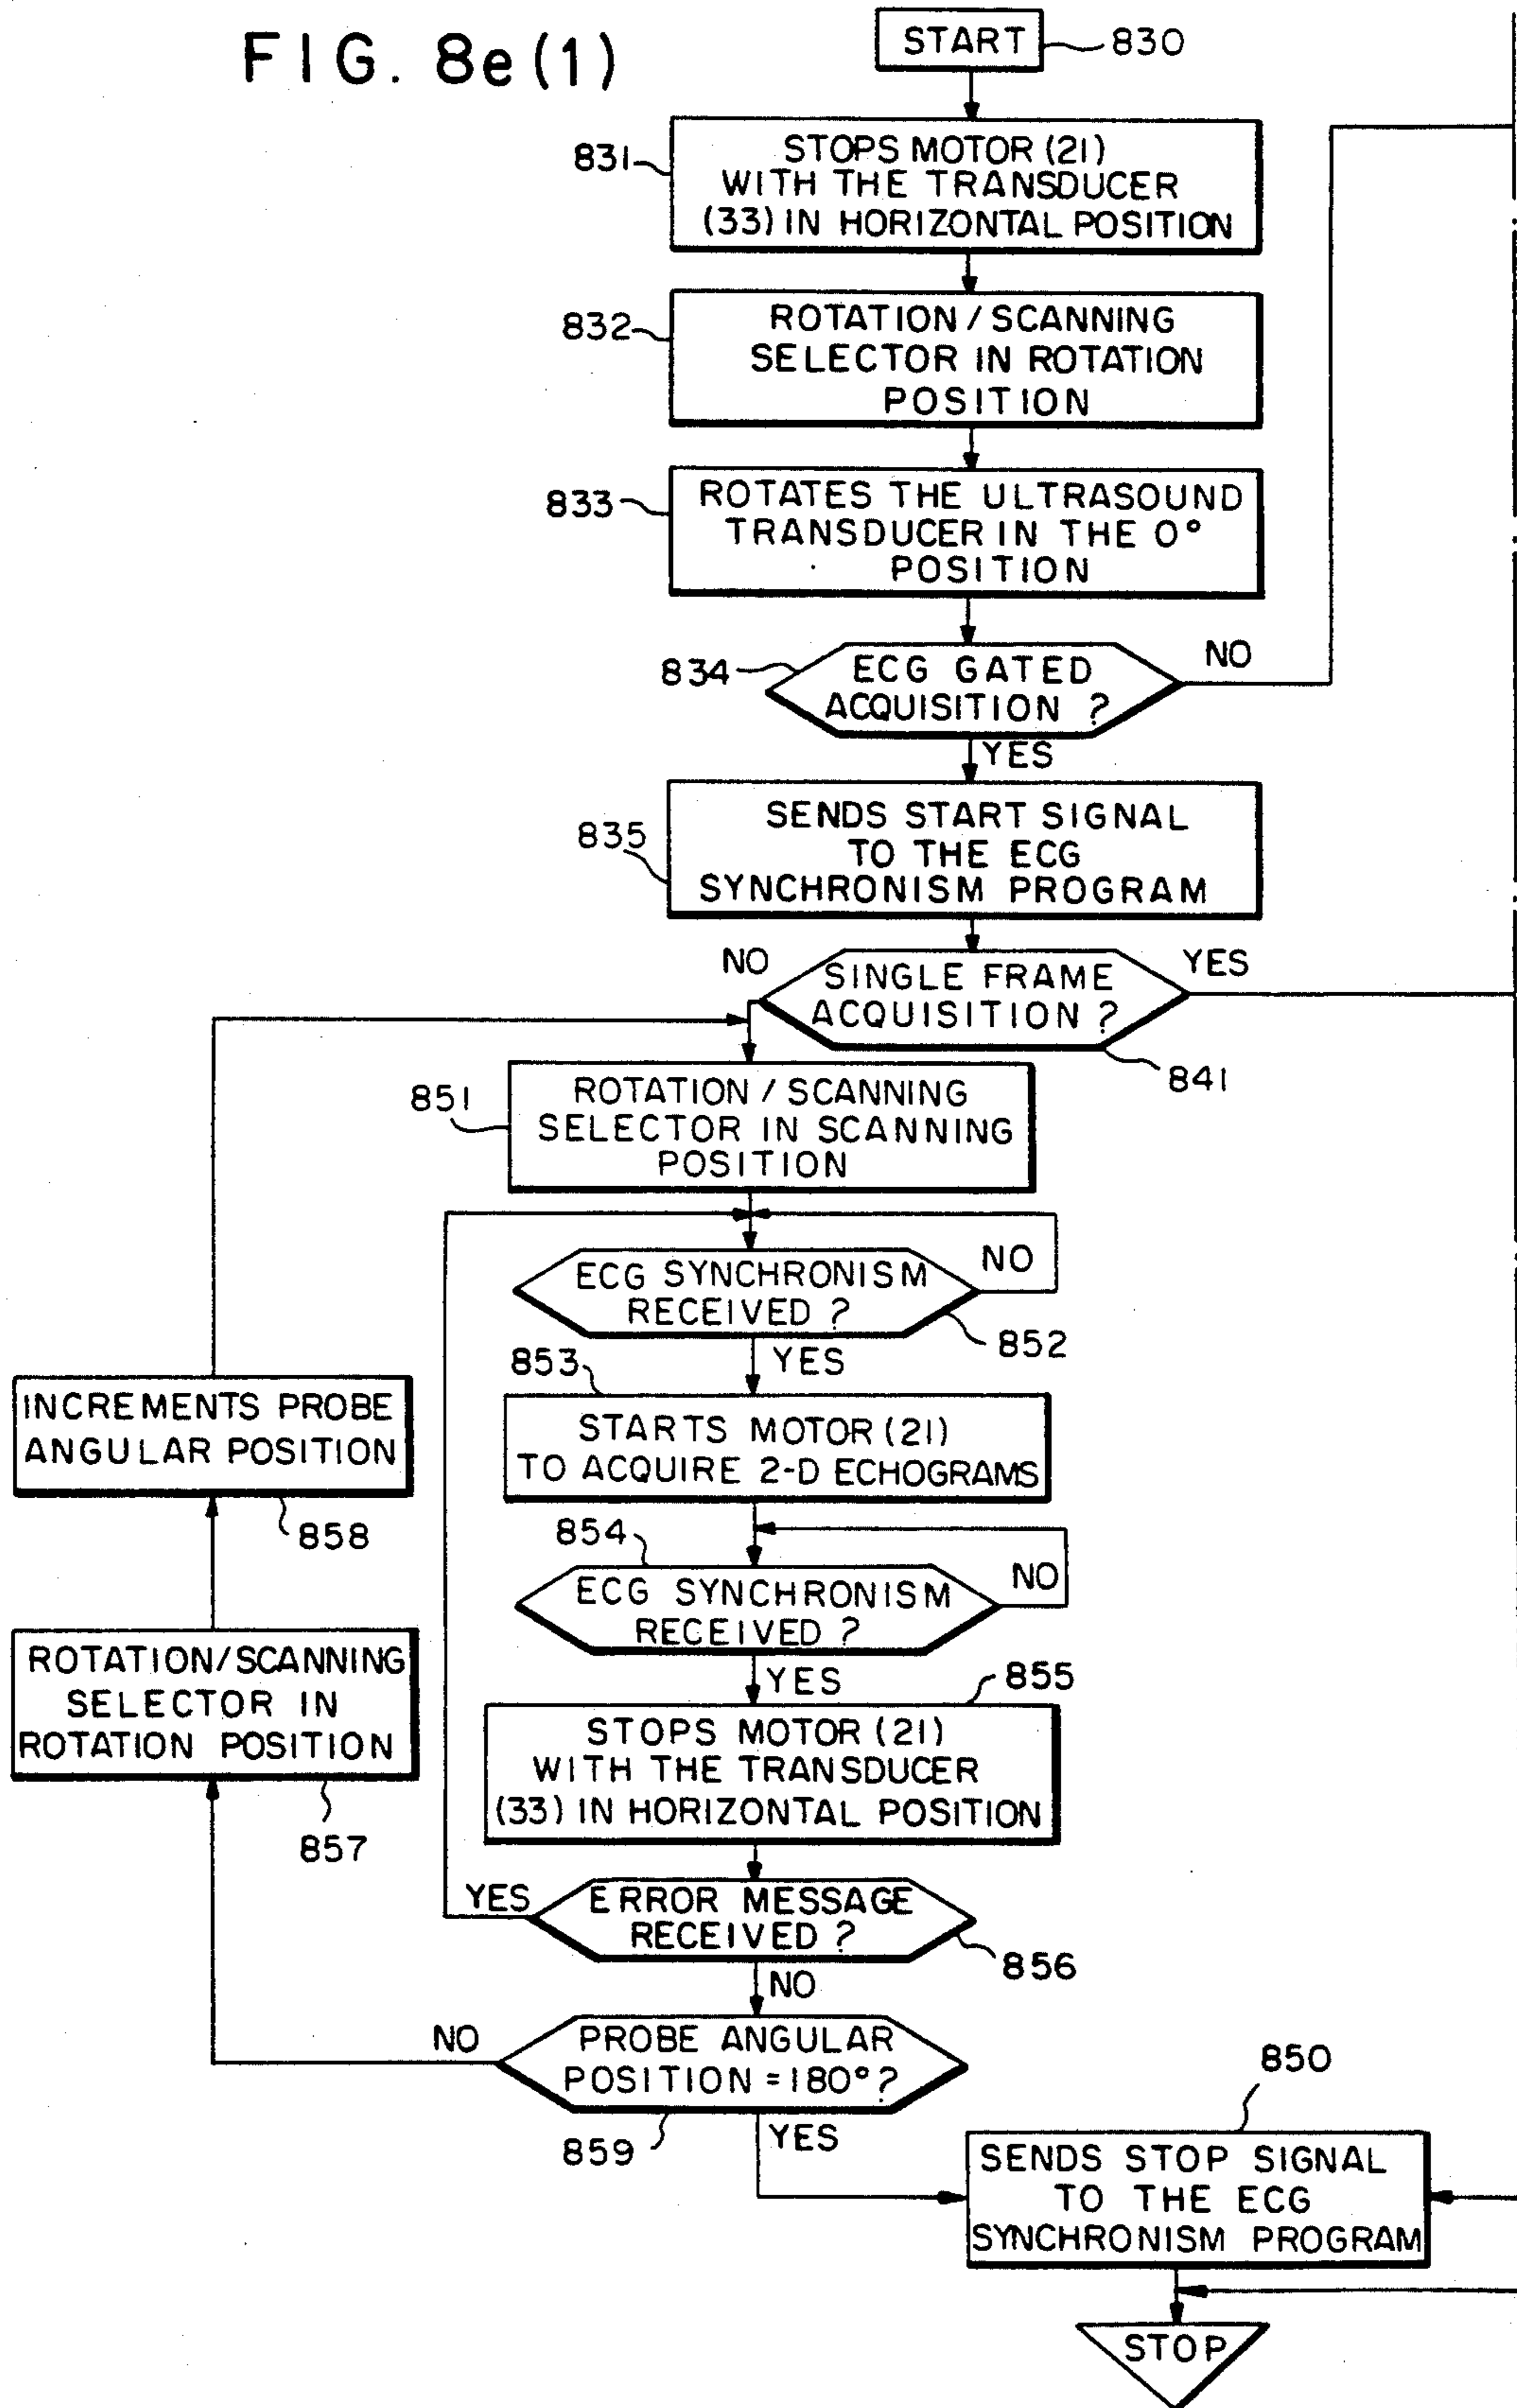 FIG. 8e(1)
START
830
831
STOPS MOTOR (21)
WITH THE TRANSDUCER
(33) IN HORIZONTAL POSITION
832
ROTATION / SCANNING
SELECTOR IN ROTATION
POSITION
833
ROTATES THE ULTRASOUND
TRANSDUCER IN THE 0°
POSITION
834
ECG GATED
ACQUISITION ?
NO
YES
835
SENDS START SIGNAL
TO THE ECG
SYNCHRONISM PROGRAM
NO
SINGLE FRAME
ACQUISITION ?
YES
841
851
ROTATION / SCANNING
SELECTOR IN SCANNING
POSITION
ECG SYNCHRONISM
RECEIVED ?
NO
852
YES
853
STARTS MOTOR (21)
TO ACQUIRE 2-D ECHOGRAMS
INCREMENTS PROBE
ANGULAR POSITION
858
854
ECG SYNCHRONISM
RECEIVED ?
NO
YES
855
ROTATION/SCANNING
SELECTOR IN
ROTATION POSITION
857
STOPS MOTOR (21)
WITH THE TRANSDUCER
(33) IN HORIZONTAL POSITION
YES
ERROR MESSAGE
RECEIVED ?
856
NO
NO
PROBE ANGULAR
POSITION = 180° ?
859
YES
850
SENDS STOP SIGNAL
TO THE ECG
SYNCHRONISM PROGRAM
STOP